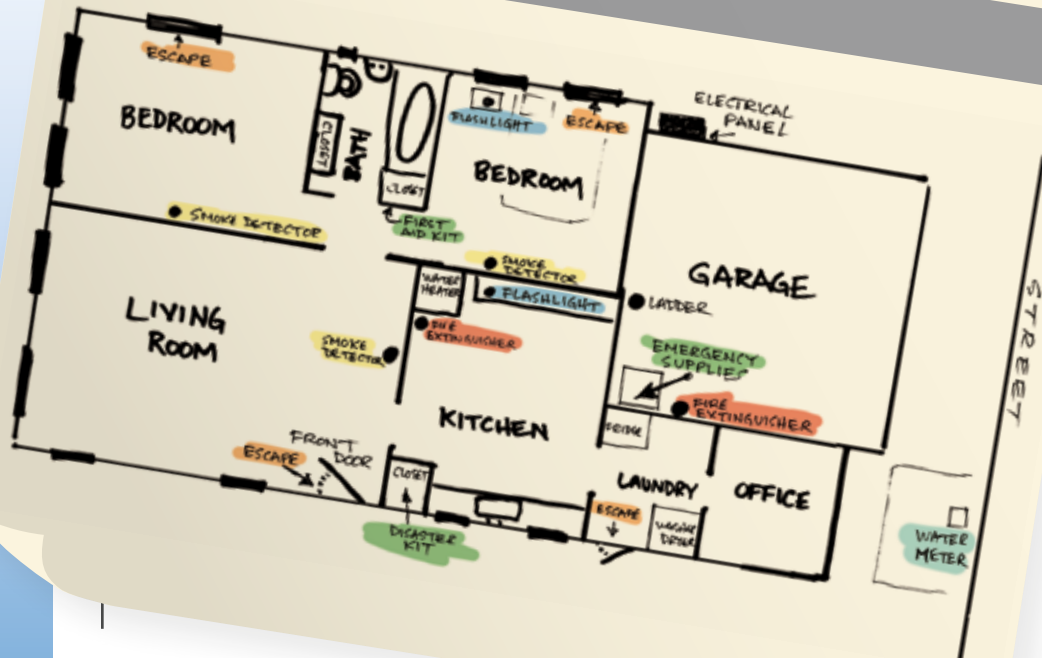 ESCAPE
BEDROOM
CLOSET
BATH
CLOSET
FLASHLIGHT
ESCAPE
ELECTRICAL
PANEL
BEDROOM
SMOKE DETECTOR
FIRST
AID KIT
SMOKE
DETECTOR
WATER
HEATER
FLASHLIGHT
LADDER
GARAGE
STREET
LIVING
ROOM
SMOKE
DETECTOR
FIRE
EXTINGUISHER
EMERGENCY
SUPPLIES
FIRE
EXTINGUISHER
KITCHEN
FRIDGE
ESCAPE
FRONT
DOOR
CLOSET
LAUNDRY
OFFICE
ESCAPE
WASHER
DRYER
DISASTER
KIT
WATER
METER